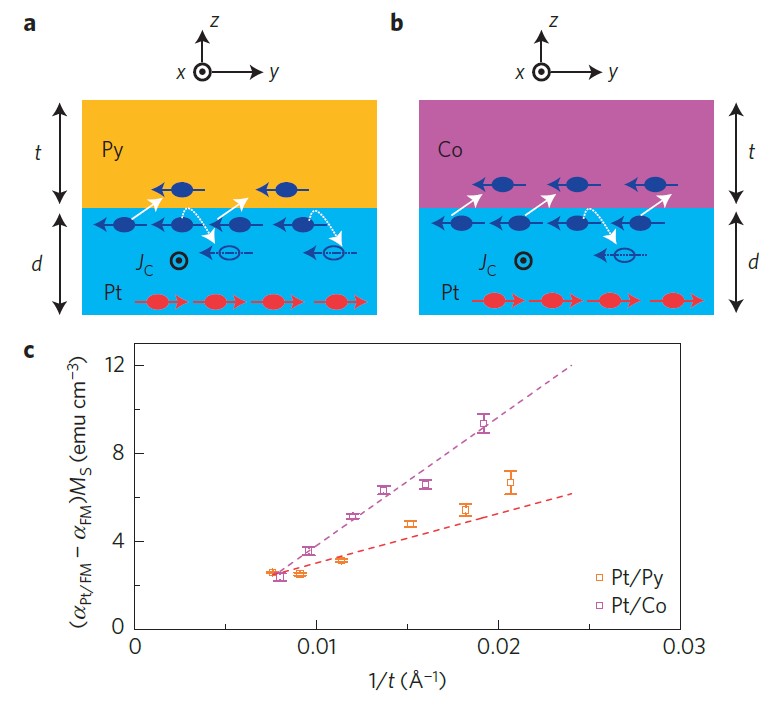 a
z
x
y
t
Py
d
J_C
Pt
b
z
x
y
Co
t
J_C
Pt
d
c
(α_Pt/FM − α_FM)M_S (emu cm⁻³)
12
8
4
0
0
0.01
0.02
0.03
1/t (Å⁻¹)
Pt/Py
Pt/Co